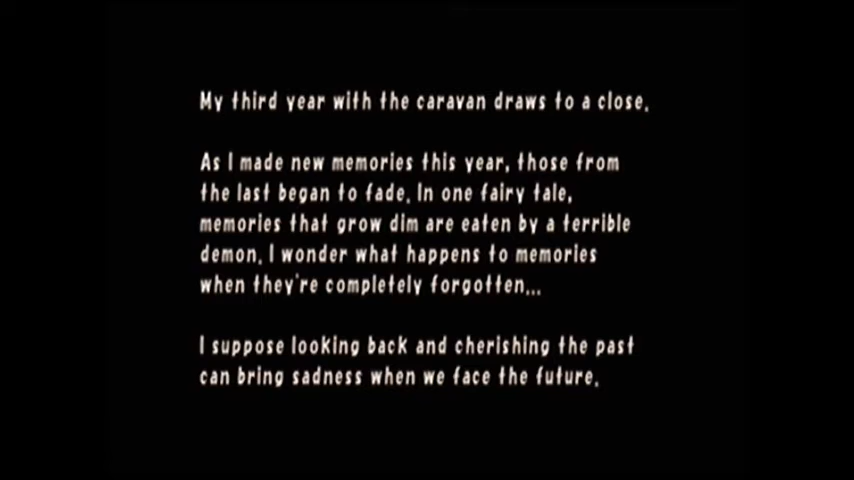 My third year with the caravan draws to a close.
As I made new memories this year, those from
the last began to fade. In one fairy tale,
memories that grow dim are eaten by a terrible
demon. I wonder what happens to memories
when they're completely forgotten...
I suppose looking back and cherishing the past
can bring sadness when we face the future.